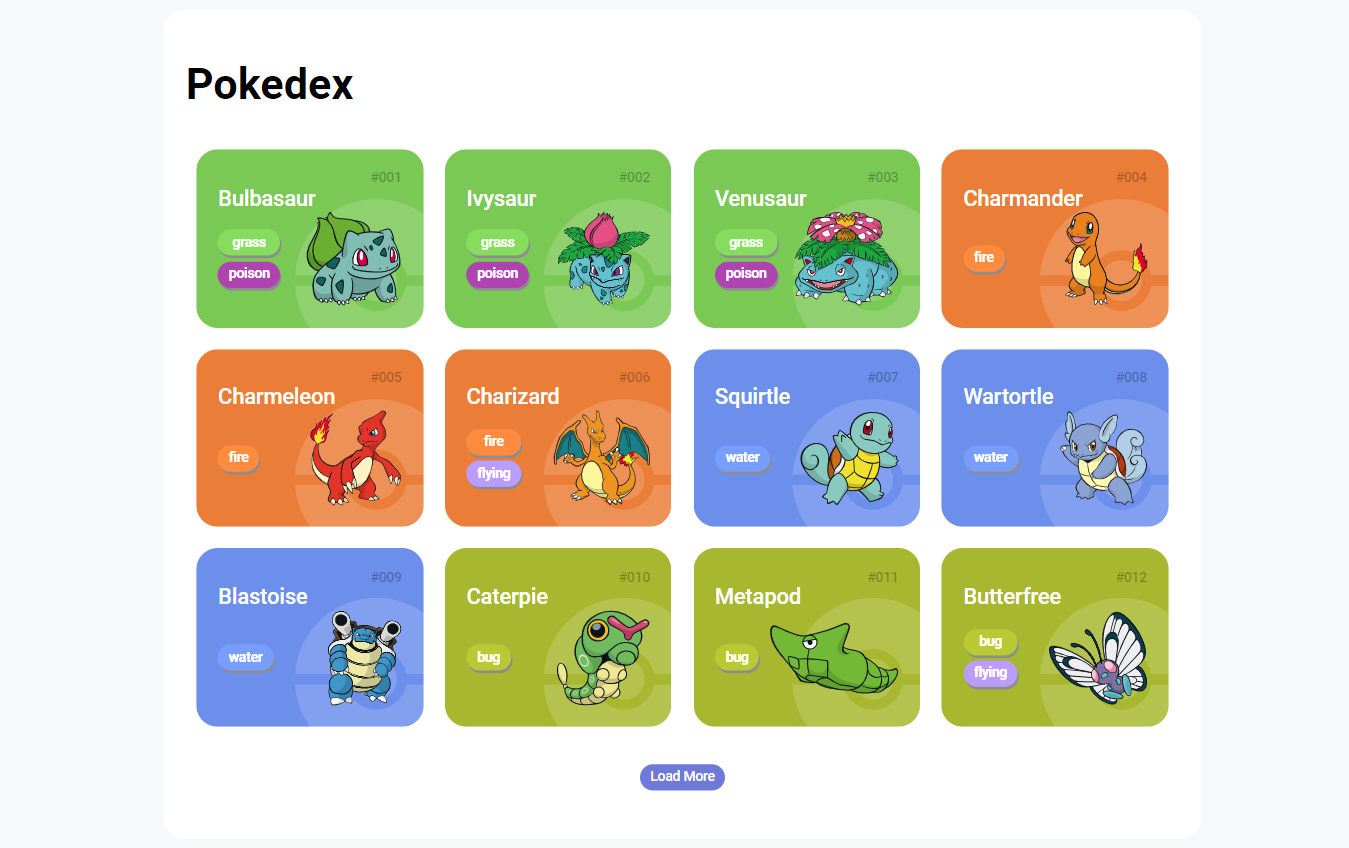 Pokedex
#001
Bulbasaur
grass
poison
#002
Ivysaur
grass
poison
#003
Venusaur
grass
poison
#004
Charmander
fire
#005
Charmeleon
fire
#006
Charizard
fire
flying
#007
Squirtle
water
#008
Wartortle
water
#009
Blastoise
water
#010
Caterpie
bug
#011
Metapod
bug
#012
Butterfree
bug
flying
Load More